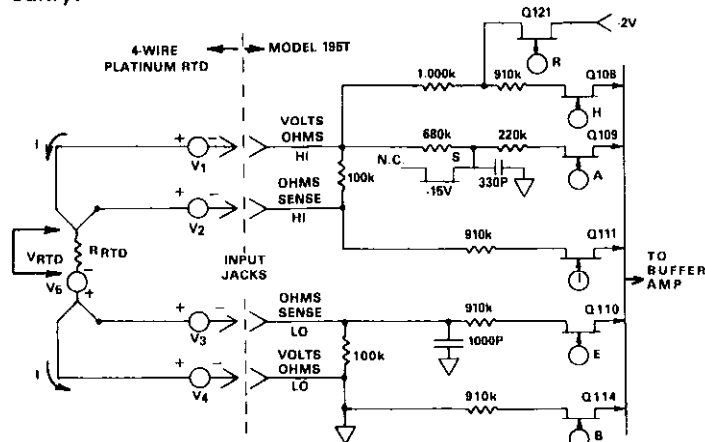 Q121
4-WIRE
PLATINUM RTD
MODEL 195T
-2V
R
1.000k
910k
Q108
H
VOLTS
OHMS
HI
680k
220k
Q109
N.C.
S
-15V
330P
A
I
+ -
V1
100k
OHMS
SENSE
HI
+ -
V2
VRTD
RRTD
-
V5
+
INPUT
JACKS
910k
Q111
I
TO
BUFFER
AMP
OHMS
SENSE
LO
+ -
V3
910k
Q110
1000P
E
VOLTS
OHMS
LO
100k
I
+ -
V4
910k
Q114
B